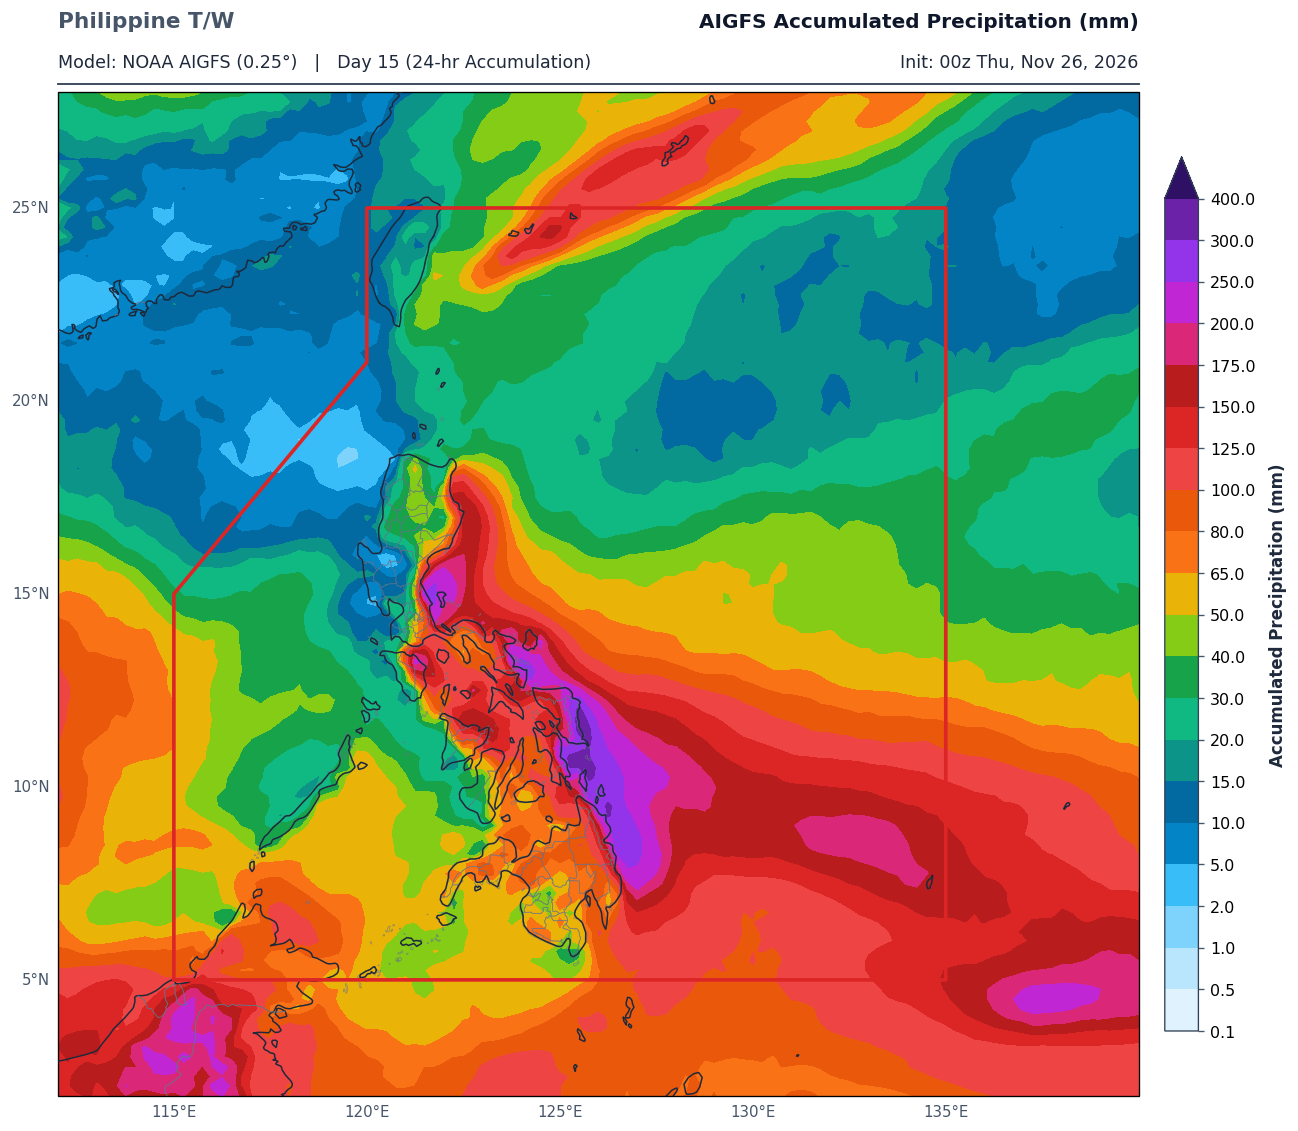 Philippine T/W
AIGFS Accumulated Precipitation (mm)
Model: NOAA AIGFS (0.25°)   |   Day 15 (24-hr Accumulation)
Init: 00z Thu, Nov 26, 2026
25°N
20°N
15°N
10°N
5°N
115°E
120°E
125°E
130°E
135°E
400.0
300.0
250.0
200.0
175.0
150.0
125.0
100.0
80.0
65.0
50.0
40.0
30.0
20.0
15.0
10.0
5.0
2.0
1.0
0.5
0.1
Accumulated Precipitation (mm)